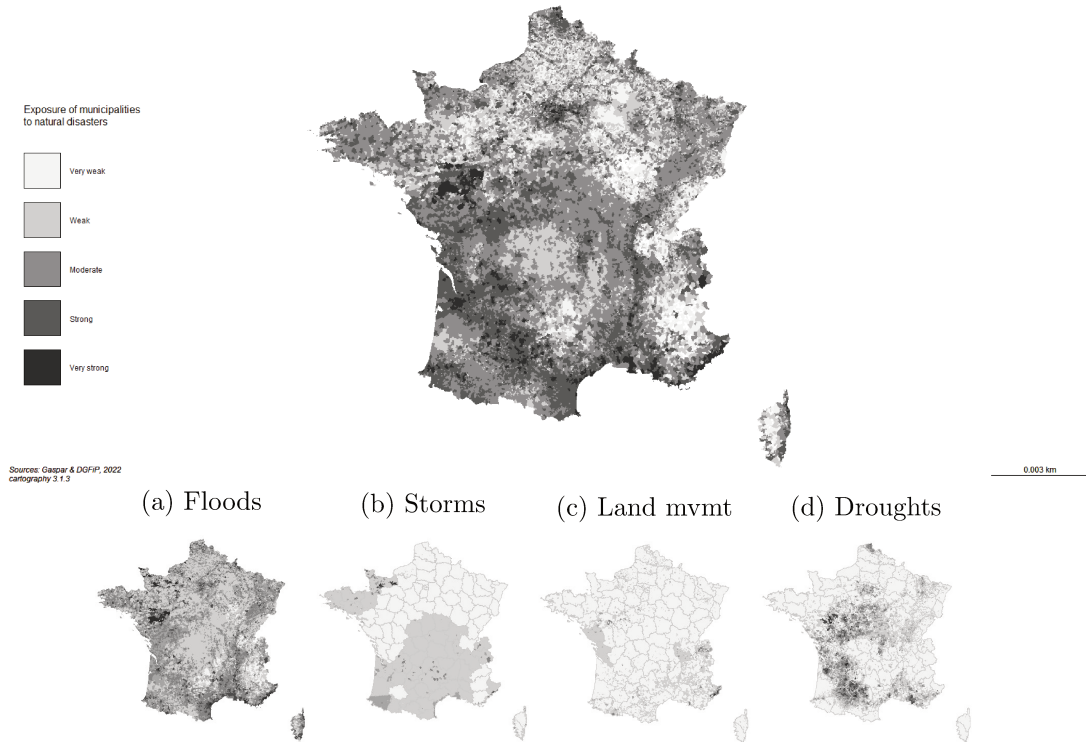 Exposure of municipalities
to natural disasters
Very weak
Weak
Moderate
Strong
Very strong
Sources: Gaspar & DGFiP, 2022
cartography 3.1.3
0.003 km
(a) Floods
(b) Storms
(c) Land mvmt
(d) Droughts